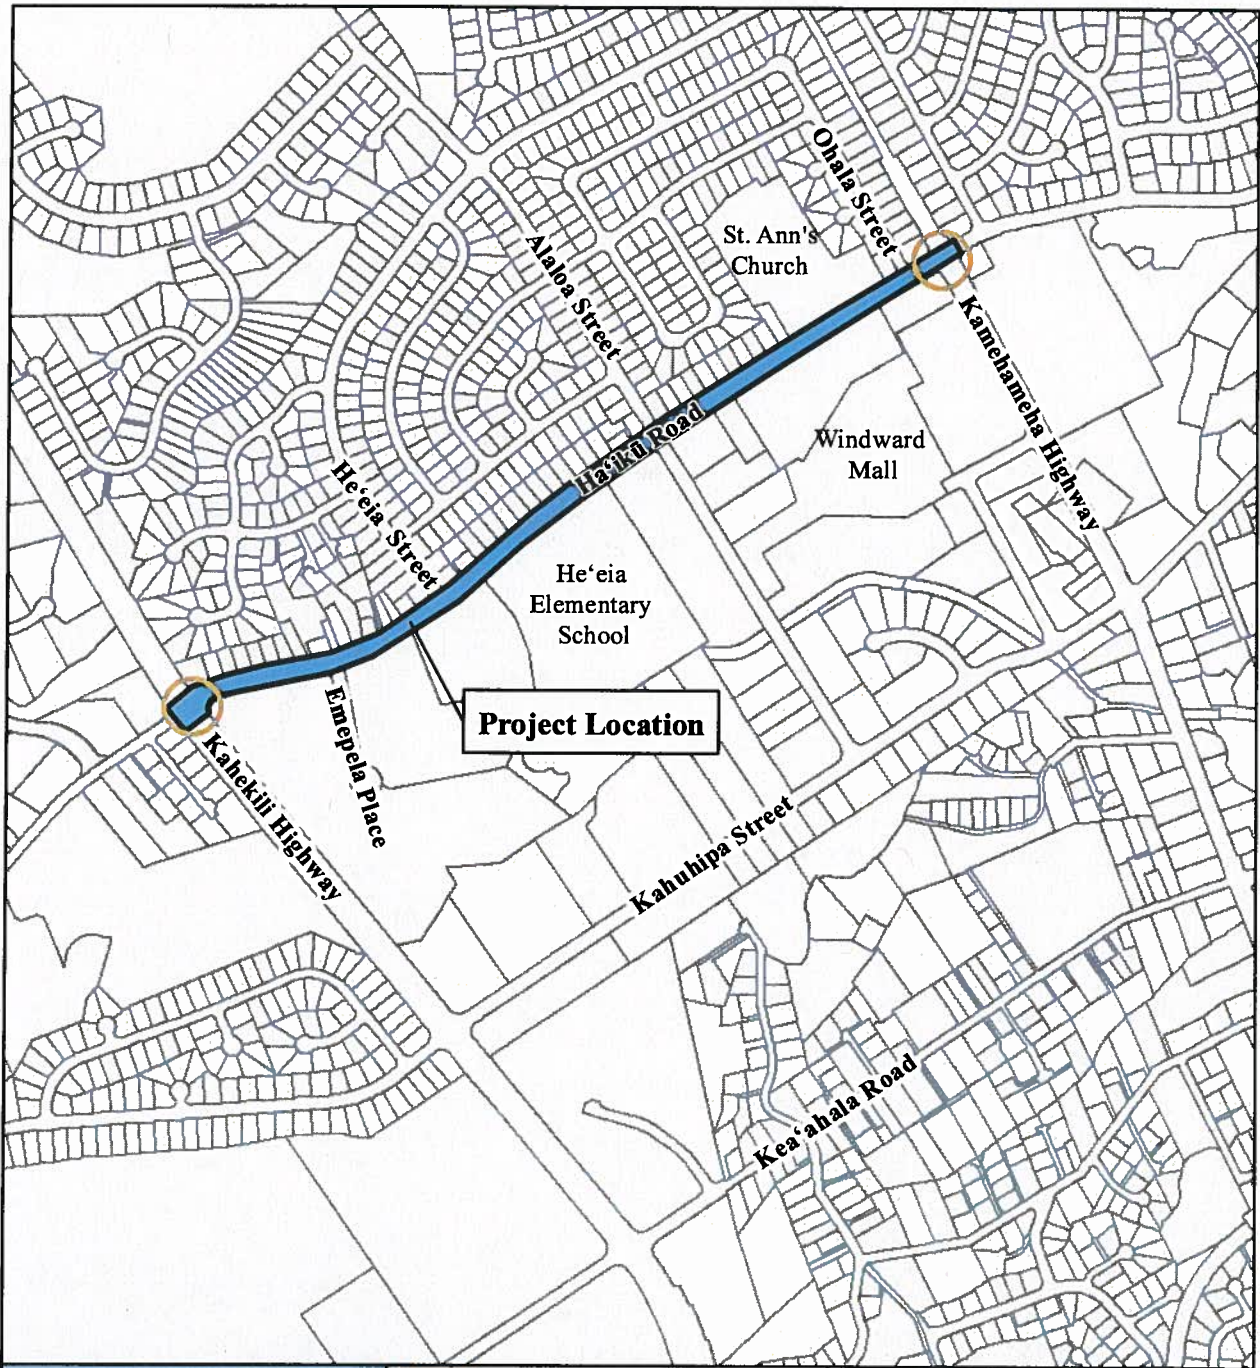 Ohala Street
St. Ann's
Church
Alaloa Street
Kamehameha Highway
Ha‘ikū Road
Windward
Mall
He‘eia Street
He‘eia
Elementary
School
Emepela Place
Project Location
Kahekili Highway
Kahuhipa Street
Kea‘ahala Road